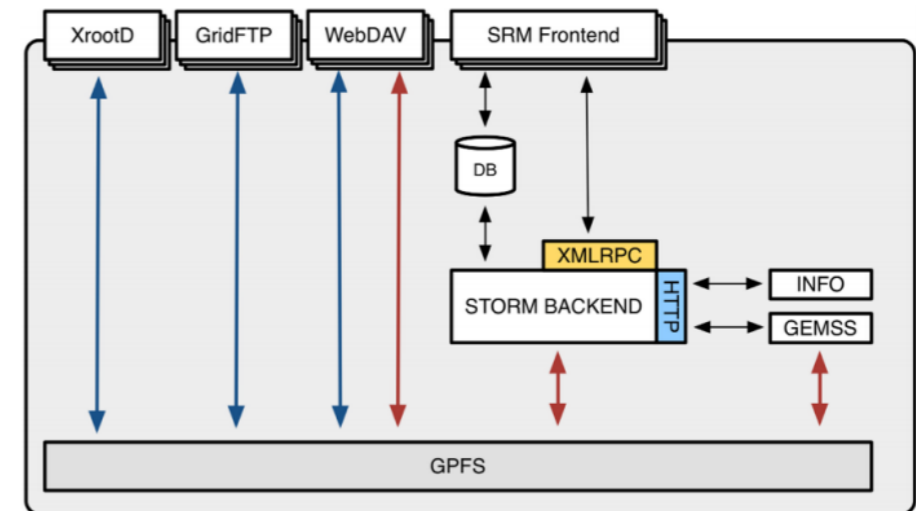 XrootD
GridFTP
WebDAV
SRM Frontend
DB
XMLRPC
STORM BACKEND
HTTP
INFO
GEMSS
GPFS